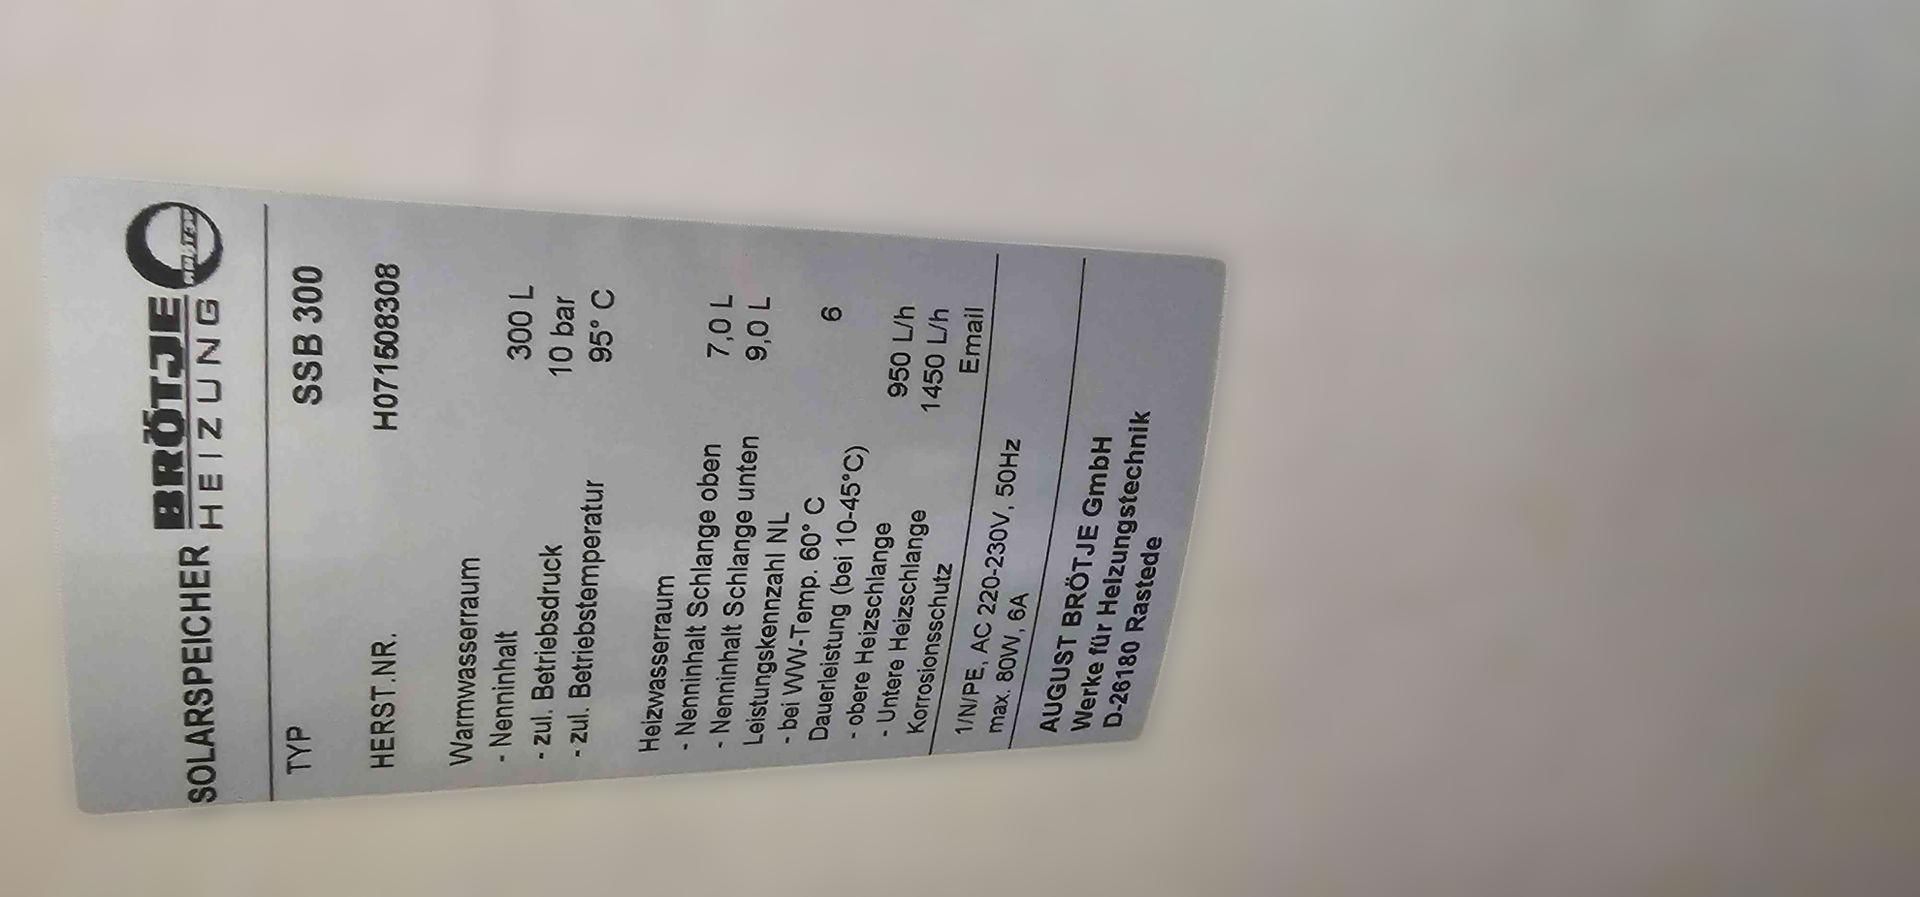 SOLARSPEICHER BRÖTJE
HEIZUNG
TYP SSB 300
HERST.NR. H071508308
Warmwasserraum
- Nenninhalt 300 L
- zul. Betriebsdruck 10 bar
- zul. Betriebstemperatur 95° C
Heizwasserraum
- Nenninhalt Schlange oben 7,0 L
- Nenninhalt Schlange unten 9,0 L
Leistungskennzahl NL
- bei WW-Temp. 60° C 6
Dauerleistung (bei 10-45°C)
- obere Heizschlange 950 L/h
- Untere Heizschlange 1450 L/h
Korrosionsschutz Email
1/N/PE, AC 220-230V, 50Hz
max. 80W, 6A
AUGUST BRÖTJE GmbH
Werke für Heizungstechnik
D-26180 Rastede